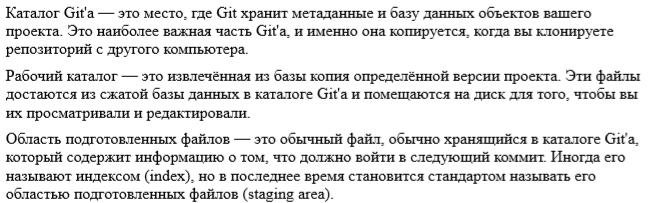 Каталог Git'а — это место, где Git хранит метаданные и базу данных объектов вашего
проекта. Это наиболее важная часть Git'а, и именно она копируется, когда вы клонируете
репозиторий с другого компьютера.
Рабочий каталог — это извлечённая из базы копия определённой версии проекта. Эти файлы
достаются из сжатой базы данных в каталоге Git'а и помещаются на диск для того, чтобы вы
их просматривали и редактировали.
Область подготовленных файлов — это обычный файл, обычно хранящийся в каталоге Git'а,
который содержит информацию о том, что должно войти в следующий коммит. Иногда его
называют индексом (index), но в последнее время становится стандартом называть его
областью подготовленных файлов (staging area).